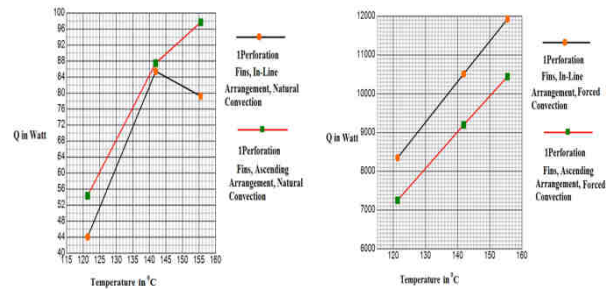 100
96
92
88
84
80
76
72
68
64
60
56
52
48
44
40
Q in Watt
115 120 125 130 135 140 145 150 155 160
Temperature in °C
1Perforation
Fins, In-Line
Arrangement, Natural
Convection
1Perforation
Fins, Ascending
Arrangement, Natural
Convection
12000
11000
10000
9000
8000
7000
6000
Q in Watt
120 130 140 150 160
Temperature in °C
1Perforation
Fins, In-Line
Arrangement, Forced
Convection
1Perforation
Fins, Ascending
Arrangement, Forced
Convection